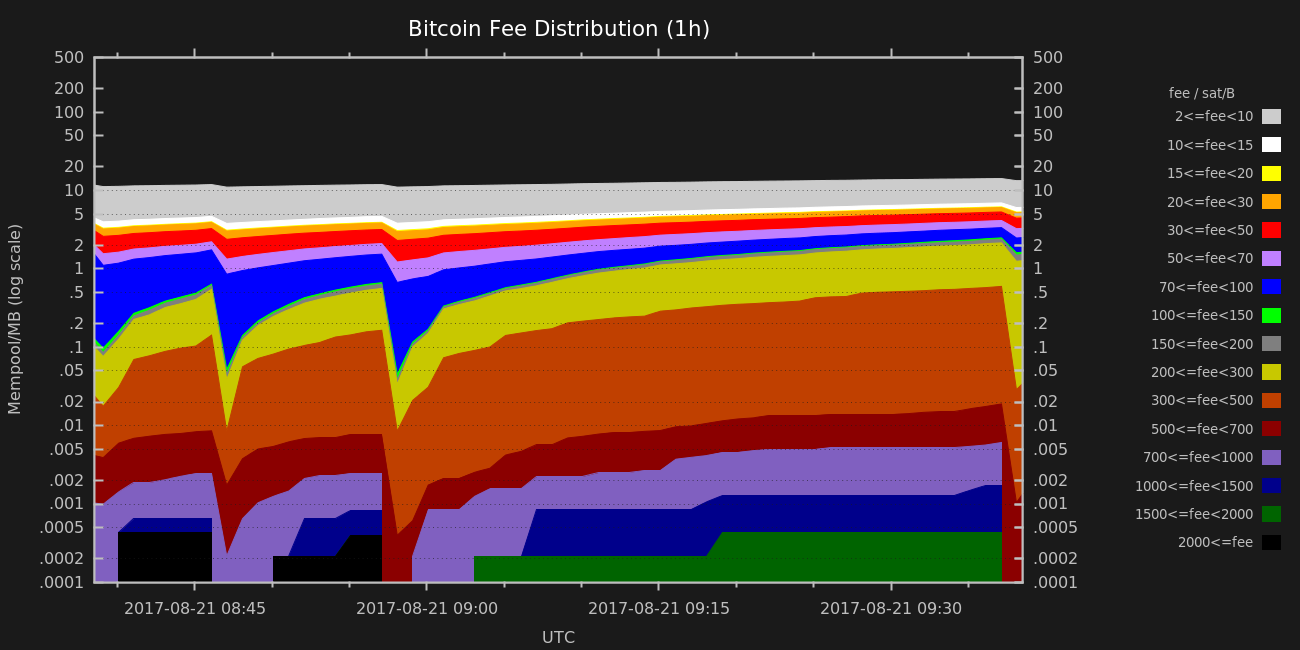 Bitcoin Fee Distribution (1h)
500
200
100
50
20
10
5
2
1
.5
.2
.1
.05
.02
.01
.005
.002
.001
.0005
.0002
.0001
Mempool/MB (log scale)
500
200
100
50
20
10
5
2
1
.5
.2
.1
.05
.02
.01
.005
.002
.001
.0005
.0002
.0001
2017-08-21 08:45
2017-08-21 09:00
2017-08-21 09:15
2017-08-21 09:30
UTC
fee / sat/B
2<=fee<10
10<=fee<15
15<=fee<20
20<=fee<30
30<=fee<50
50<=fee<70
70<=fee<100
100<=fee<150
150<=fee<200
200<=fee<300
300<=fee<500
500<=fee<700
700<=fee<1000
1000<=fee<1500
1500<=fee<2000
2000<=fee